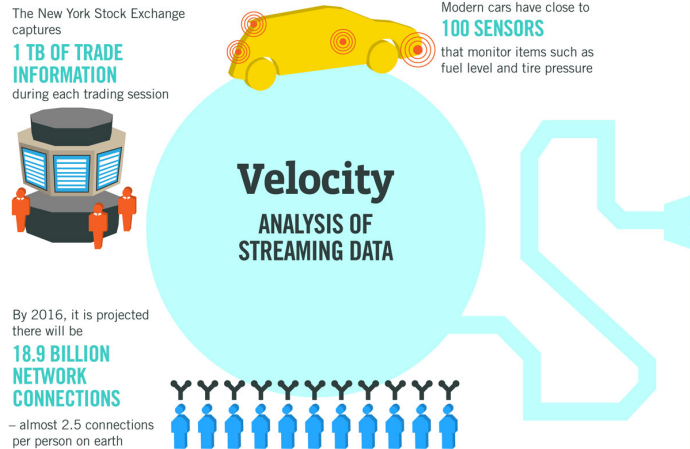 The New York Stock Exchange
captures
1 TB OF TRADE
INFORMATION
during each trading session
Modern cars have close to
100 SENSORS
that monitor items such as
fuel level and tire pressure
Velocity
ANALYSIS OF
STREAMING DATA
By 2016, it is projected
there will be
18.9 BILLION
NETWORK
CONNECTIONS
– almost 2.5 connections
per person on earth